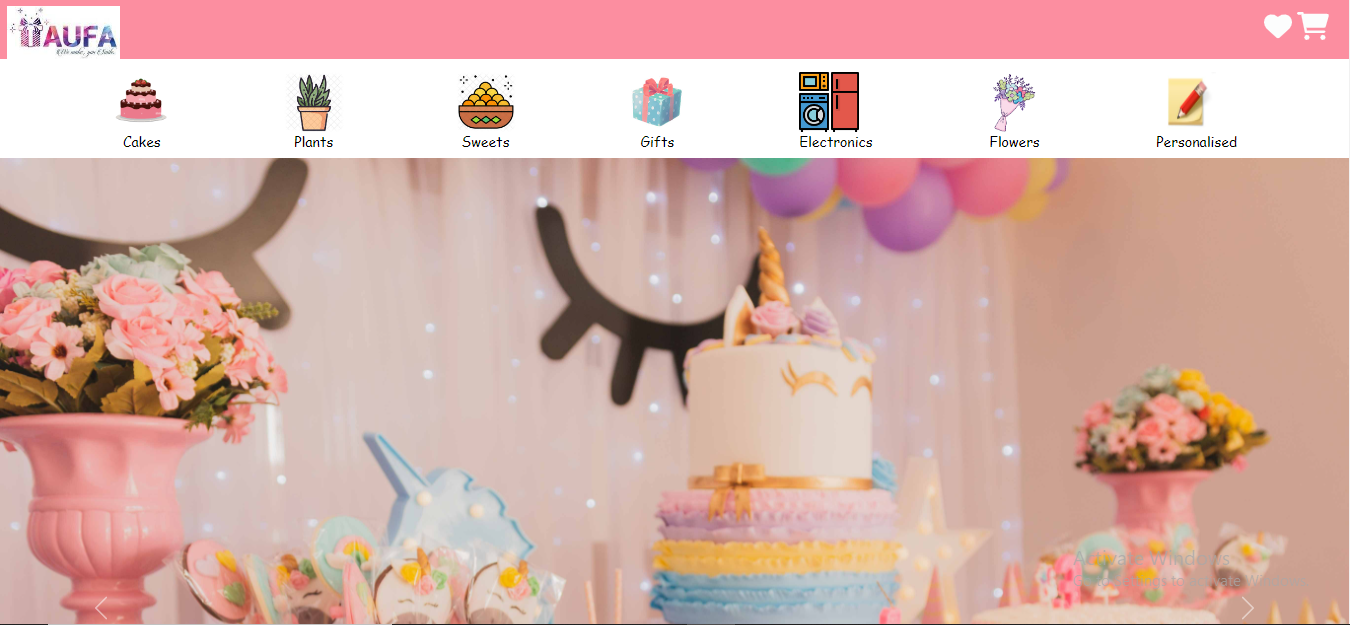 TAUFA
We make you Smile
Cakes
Plants
Sweets
Gifts
Electronics
Flowers
Personalised
Activate Windows
Go to Settings to activate Windows.